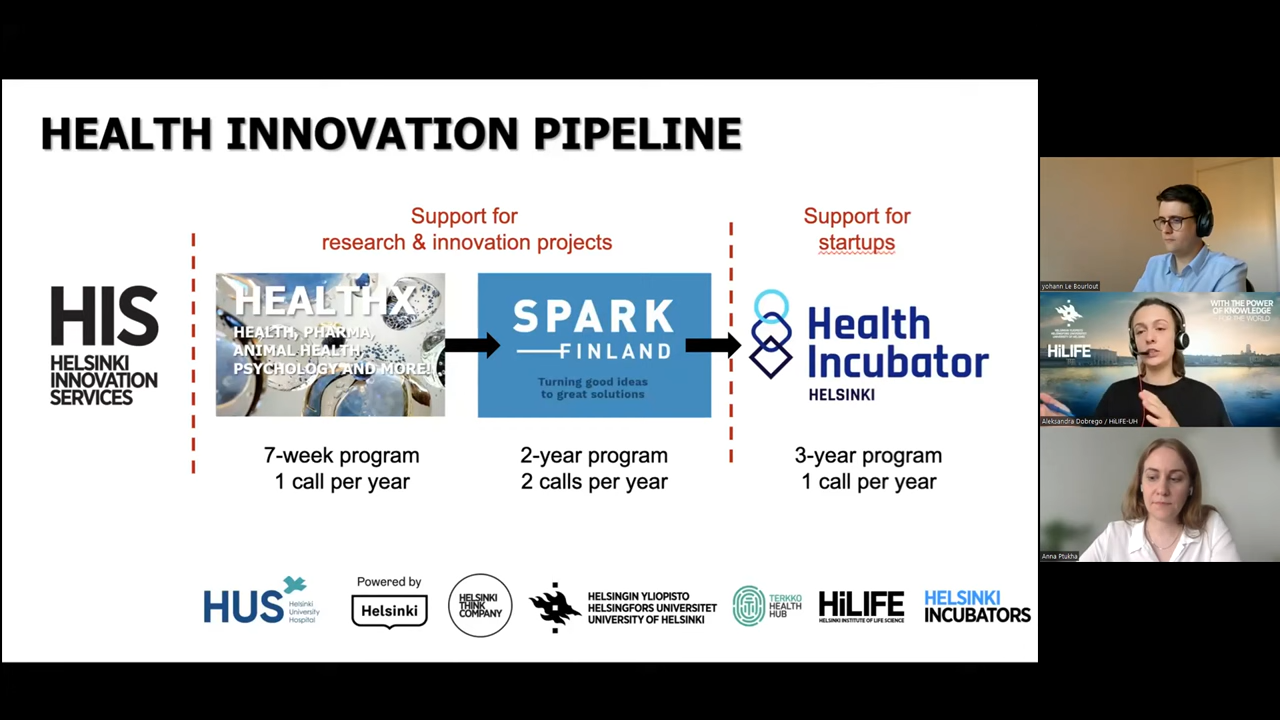 HEALTH INNOVATION PIPELINE
Support for
research & innovation projects
Support for
startups
HIS
HELSINKI
INNOVATION
SERVICES
HEALTHX
HEALTH, PHARMA,
ANIMAL HEALTH,
PSYCHOLOGY AND MORE!
SPARK
FINLAND
Turning good ideas
to great solutions
Health
Incubator
HELSINKI
7-week program
1 call per year
2-year program
2 calls per year
3-year program
1 call per year
HUS
Helsinki
University
Hospital
Powered by
Helsinki
HELSINKI
THINK
COMPANY
HELSINGIN YLIOPISTO
HELSINGFORS UNIVERSITET
UNIVERSITY OF HELSINKI
TERKKO
HEALTH
HUB
HiLIFE
HELSINKI INSTITUTE OF LIFE SCIENCE
HELSINKI
INCUBATORS
yohann Le Bourlout
WITH THE POWER
OF KNOWLEDGE
FOR THE WORLD
HiLIFE
Aleksandra Dobrego / HiLIFE-UH
Anna Ptukha